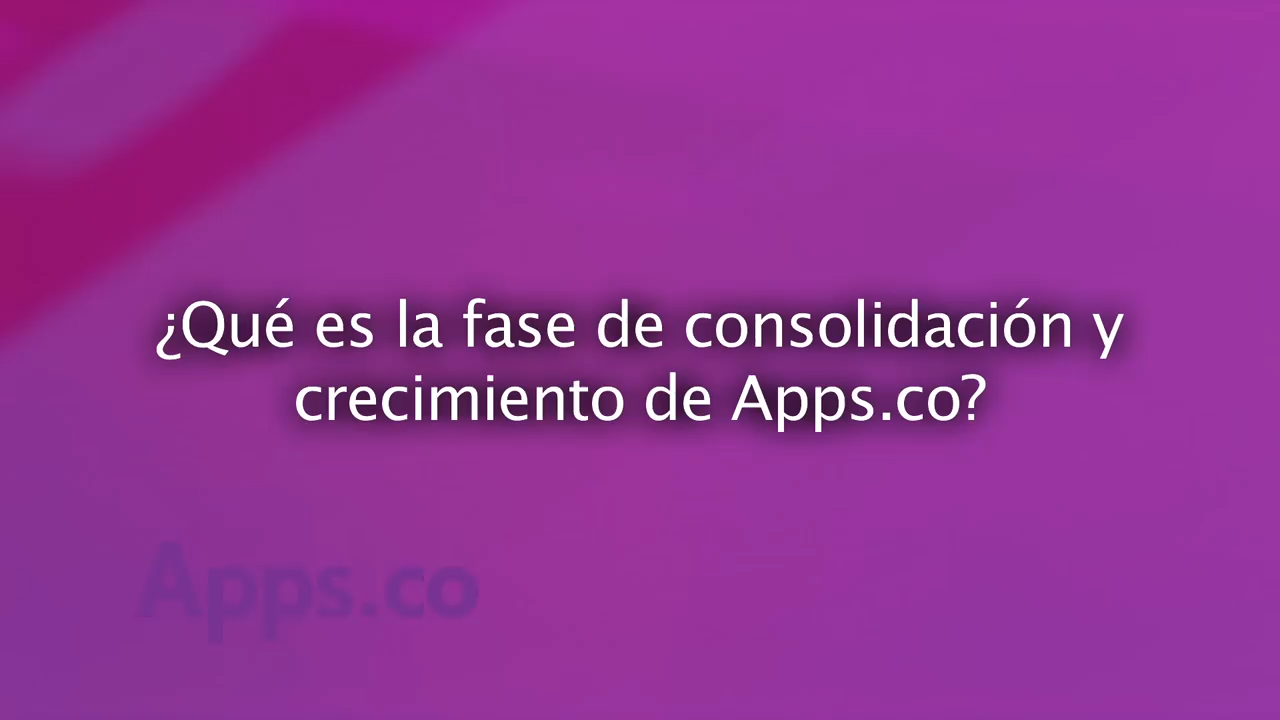 ¿Qué es la fase de consolidación y
crecimiento de Apps.co?
Apps.co